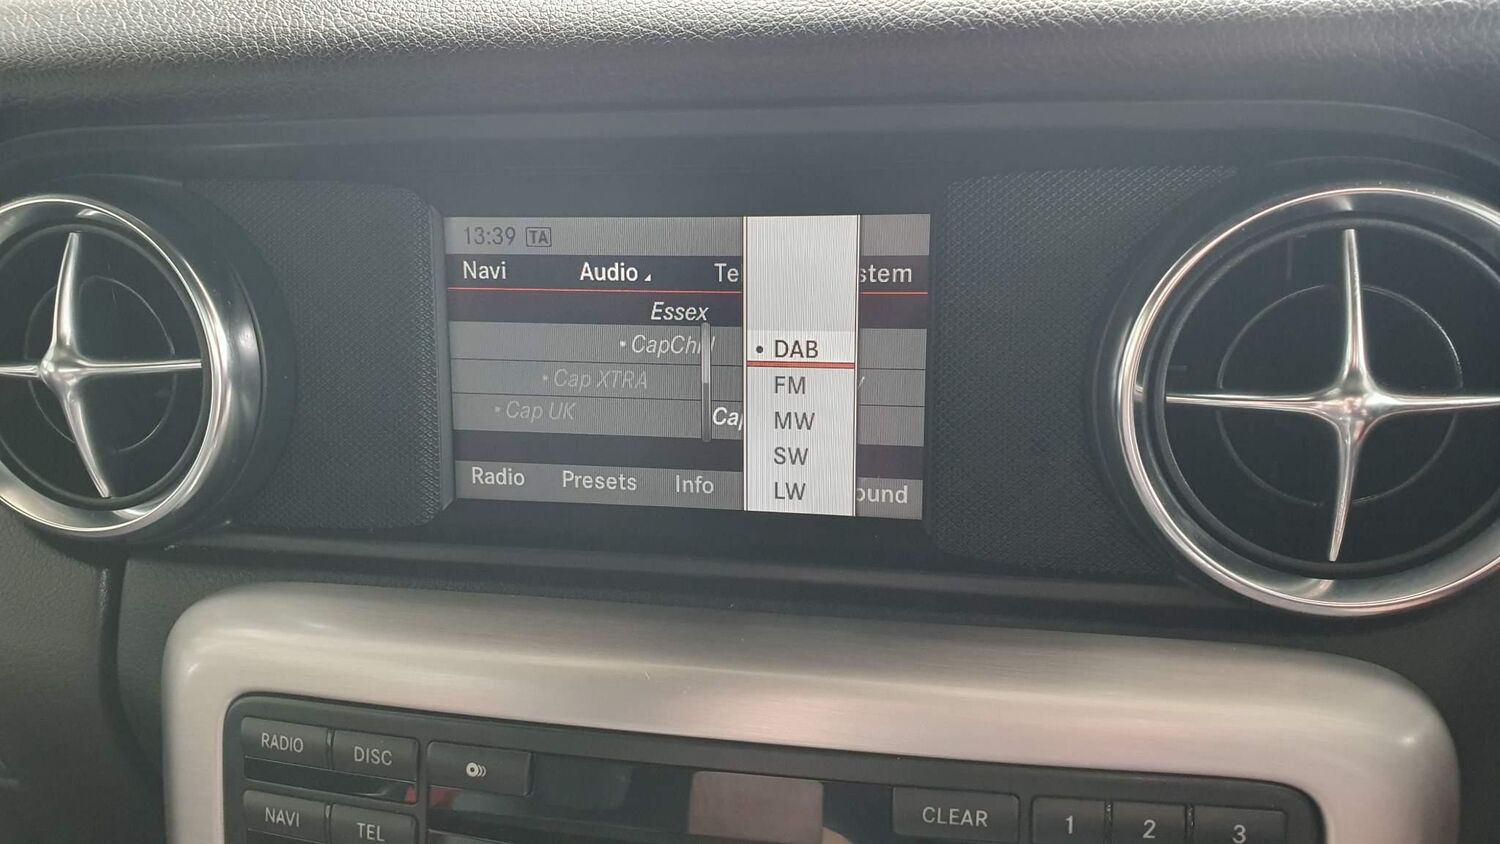 13:39 TA
Navi Audio Te stem
Essex
• CapChi
• Cap XTRA
• Cap UK
Cap
• DAB
FM
MW
SW
LW
Radio Presets Info ound
RADIO DISC
NAVI TEL
CLEAR 1 2 3